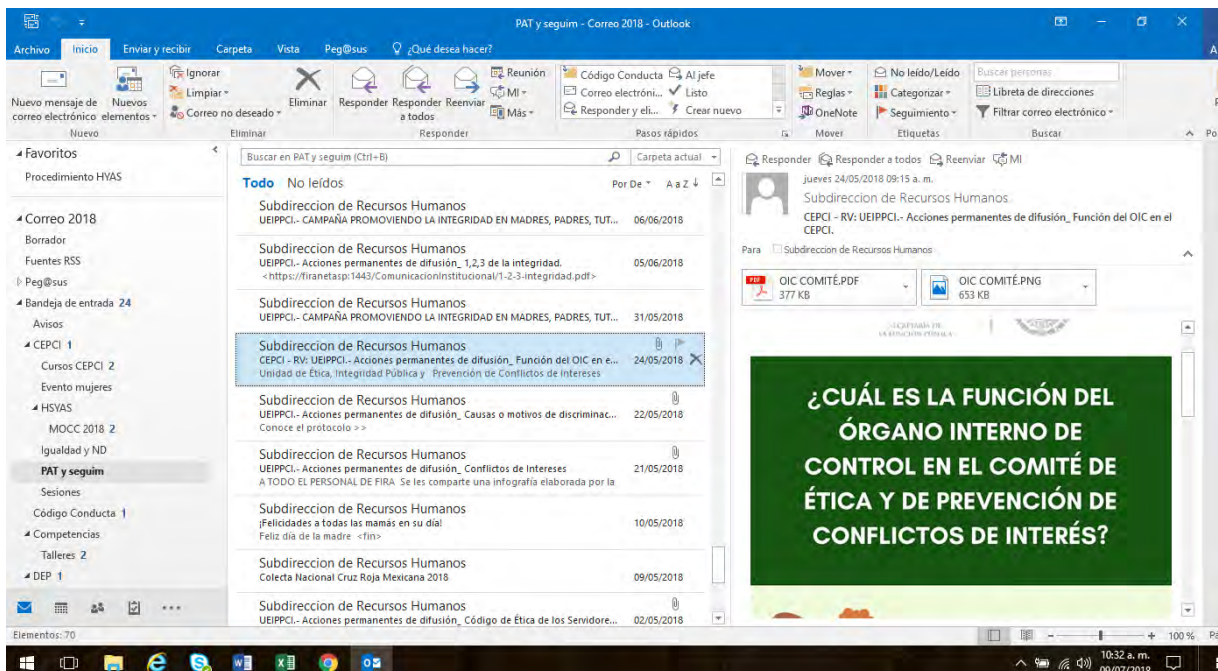 PAT y seguim - Correo 2018 - Outlook
Archivo Inicio Enviar y recibir Carpeta Vista Peg@sus ¿Qué desea hacer?
Nuevo mensaje de correo electrónico
Nuevos elementos
Nuevo
Ignorar
Limpiar
Correo no deseado
Eliminar
Eliminar
Responder
Responder a todos
Reenviar
Reunión
MI
Más
Responder
Código Conducta
Correo electróni...
Responder y eli...
Al jefe
Listo
Crear nuevo
Pasos rápidos
Mover
Reglas
OneNote
Mover
No leído/Leído
Categorizar
Seguimiento
Etiquetas
Buscar personas
Libreta de direcciones
Filtrar correo electrónico
Buscar
Favoritos
Procedimiento HYAS
Correo 2018
Borrador
Fuentes RSS
Peg@sus
Bandeja de entrada 24
Avisos
CEPCI 1
Cursos CEPCI 2
Evento mujeres
HSYAS
MOCC 2018 2
Igualdad y ND
PAT y seguim
Sesiones
Código Conducta 1
Competencias
Talleres 2
DEP 1
Elementos: 70
Buscar en PAT y seguim (Ctrl+B) Carpeta actual
Todo No leídos Por De A a Z
Subdireccion de Recursos Humanos
UEIPPCI.- CAMPAÑA PROMOVIENDO LA INTEGRIDAD EN MADRES, PADRES, TUT... 06/06/2018
Subdireccion de Recursos Humanos
UEIPPCI.- Acciones permanentes de difusión_ 1,2,3 de la integridad. 05/06/2018
<https://firanetasp:1443/ComunicacionInstitucional/1-2-3-integridad.pdf>
Subdireccion de Recursos Humanos
UEIPPCI.- CAMPAÑA PROMOVIENDO LA INTEGRIDAD EN MADRES, PADRES, TUT... 31/05/2018
Subdireccion de Recursos Humanos
CEPCI - RV: UEIPPCI.- Acciones permanentes de difusión_ Función del OIC en e... 24/05/2018
Unidad de Ética, Integridad Pública y Prevención de Conflictos de Intereses
Subdireccion de Recursos Humanos
UEIPPCI.- Acciones permanentes de difusión_ Causas o motivos de discriminac... 22/05/2018
Conoce el protocolo > >
Subdireccion de Recursos Humanos
UEIPPCI.- Acciones permanentes de difusión_ Conflictos de Intereses 21/05/2018
A TODO EL PERSONAL DE FIRA Se les comparte una infografía elaborada por la
Subdireccion de Recursos Humanos
¡Felicidades a todas las mamás en su día! 10/05/2018
Feliz día de la madre <fin>
Subdireccion de Recursos Humanos
Colecta Nacional Cruz Roja Mexicana 2018 09/05/2018
Subdireccion de Recursos Humanos
UEIPPCI.- Acciones permanentes de difusión_ Código de Ética de los Servidore... 02/05/2018
Responder Responder a todos Reenviar MI
jueves 24/05/2018 09:15 a. m.
Subdireccion de Recursos Humanos
CEPCI - RV: UEIPPCI.- Acciones permanentes de difusión_ Función del OIC en el
CEPCI.
Para Subdireccion de Recursos Humanos
PDF OIC COMITÉ.PDF
377 KB
OIC COMITÉ.PNG
653 KB
SECRETARÍA DE
LA FUNCIÓN PÚBLICA
¿CUÁL ES LA FUNCIÓN DEL
ÓRGANO INTERNO DE
CONTROL EN EL COMITÉ DE
ÉTICA Y DE PREVENCIÓN DE
CONFLICTOS DE INTERÉS?
100 %
10:32 a. m.
09/07/2018